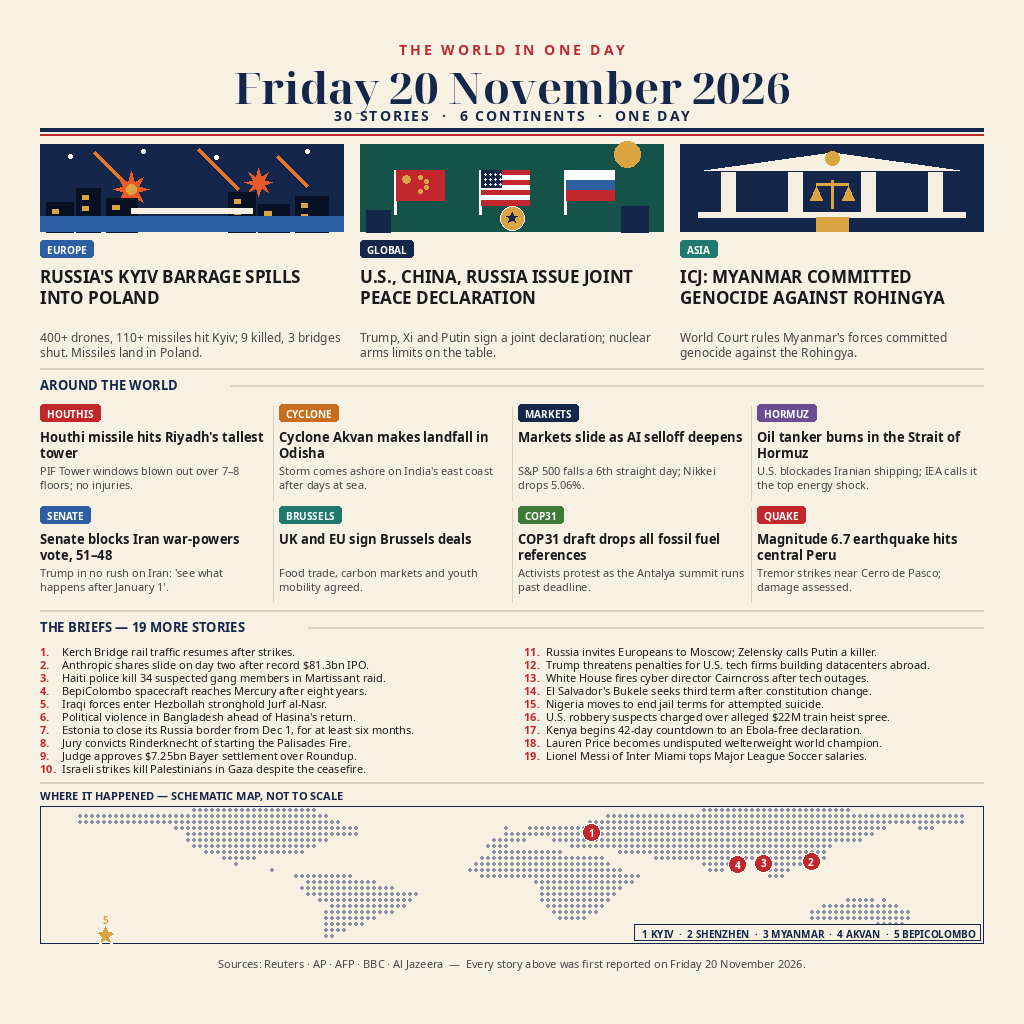 THE WORLD IN ONE DAY
Friday 20 November 2026
30 STORIES · 6 CONTINENTS · ONE DAY
EUROPE
RUSSIA'S KYIV BARRAGE SPILLS
INTO POLAND
400+ drones, 110+ missiles hit Kyiv; 9 killed, 3 bridges
shut. Missiles land in Poland.
GLOBAL
U.S., CHINA, RUSSIA ISSUE JOINT
PEACE DECLARATION
Trump, Xi and Putin sign a joint declaration; nuclear
arms limits on the table.
ASIA
ICJ: MYANMAR COMMITTED
GENOCIDE AGAINST ROHINGYA
World Court rules Myanmar's forces committed
genocide against the Rohingya.
AROUND THE WORLD
HOUTHIS
Houthi missile hits Riyadh's tallest
tower
PIF Tower windows blown out over 7–8
floors; no injuries.
CYCLONE
Cyclone Akvan makes landfall in
Odisha
Storm comes ashore on India's east coast
after days at sea.
MARKETS
Markets slide as AI selloff deepens
S&P 500 falls a 6th straight day; Nikkei
drops 5.06%.
HORMUZ
Oil tanker burns in the Strait of
Hormuz
U.S. blockades Iranian shipping; IEA calls it
the top energy shock.
SENATE
Senate blocks Iran war-powers
vote, 51–48
Trump in no rush on Iran: 'see what
happens after January 1'.
BRUSSELS
UK and EU sign Brussels deals
Food trade, carbon markets and youth
mobility agreed.
COP31
COP31 draft drops all fossil fuel
references
Activists protest as the Antalya summit runs
past deadline.
QUAKE
Magnitude 6.7 earthquake hits
central Peru
Tremor strikes near Cerro de Pasco;
damage assessed.
THE BRIEFS — 19 MORE STORIES
1. Kerch Bridge rail traffic resumes after strikes.
2. Anthropic shares slide on day two after record $81.3bn IPO.
3. Haiti police kill 34 suspected gang members in Martissant raid.
4. BepiColombo spacecraft reaches Mercury after eight years.
5. Iraqi forces enter Hezbollah stronghold Jurf al-Nasr.
6. Political violence in Bangladesh ahead of Hasina's return.
7. Estonia to close its Russia border from Dec 1, for at least six months.
8. Jury convicts Rinderknecht of starting the Palisades Fire.
9. Judge approves $7.25bn Bayer settlement over Roundup.
10. Israeli strikes kill Palestinians in Gaza despite the ceasefire.
11. Russia invites Europeans to Moscow; Zelensky calls Putin a killer.
12. Trump threatens penalties for U.S. tech firms building datacenters abroad.
13. White House fires cyber director Cairncross after tech outages.
14. El Salvador's Bukele seeks third term after constitution change.
15. Nigeria moves to end jail terms for attempted suicide.
16. U.S. robbery suspects charged over alleged $22M train heist spree.
17. Kenya begins 42-day countdown to an Ebola-free declaration.
18. Lauren Price becomes undisputed welterweight world champion.
19. Lionel Messi of Inter Miami tops Major League Soccer salaries.
WHERE IT HAPPENED — SCHEMATIC MAP, NOT TO SCALE
1
4
3
2
5
1 KYIV · 2 SHENZHEN · 3 MYANMAR · 4 AKVAN · 5 BEPICOLOMBO
Sources: Reuters · AP · AFP · BBC · Al Jazeera — Every story above was first reported on Friday 20 November 2026.